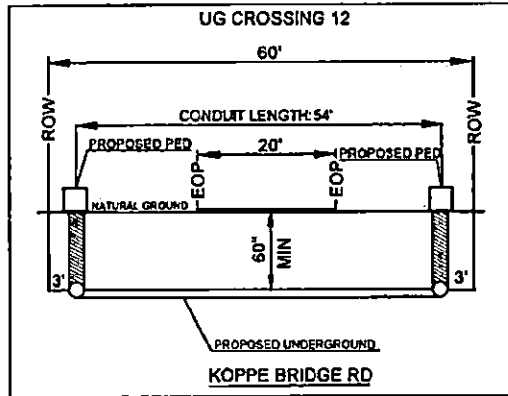 UG CROSSING 12
60'
ROW
ROW
CONDUIT LENGTH: 54'
PROPOSED PED
20'
PROPOSED PED
EOP
EOP
NATURAL GROUND
60"
MIN
3'
3'
PROPOSED UNDERGROUND
KOPPE BRIDGE RD